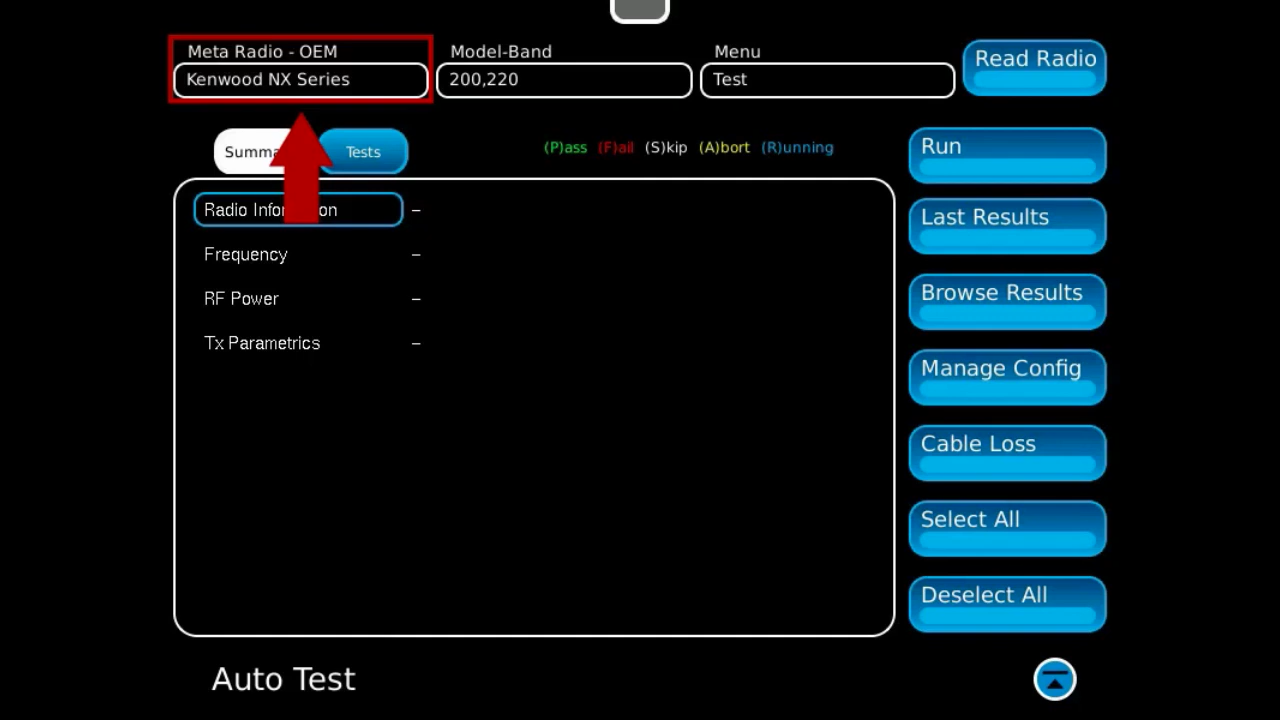 Meta Radio - OEM
Kenwood NX Series
Model-Band
200,220
Menu
Test
Read Radio
Tests
(P)ass (F)ail (S)kip (A)bort (R)unning
Radio Information –
Frequency –
RF Power –
Tx Parametrics –
Run
Last Results
Browse Results
Manage Config
Cable Loss
Select All
Deselect All
Auto Test